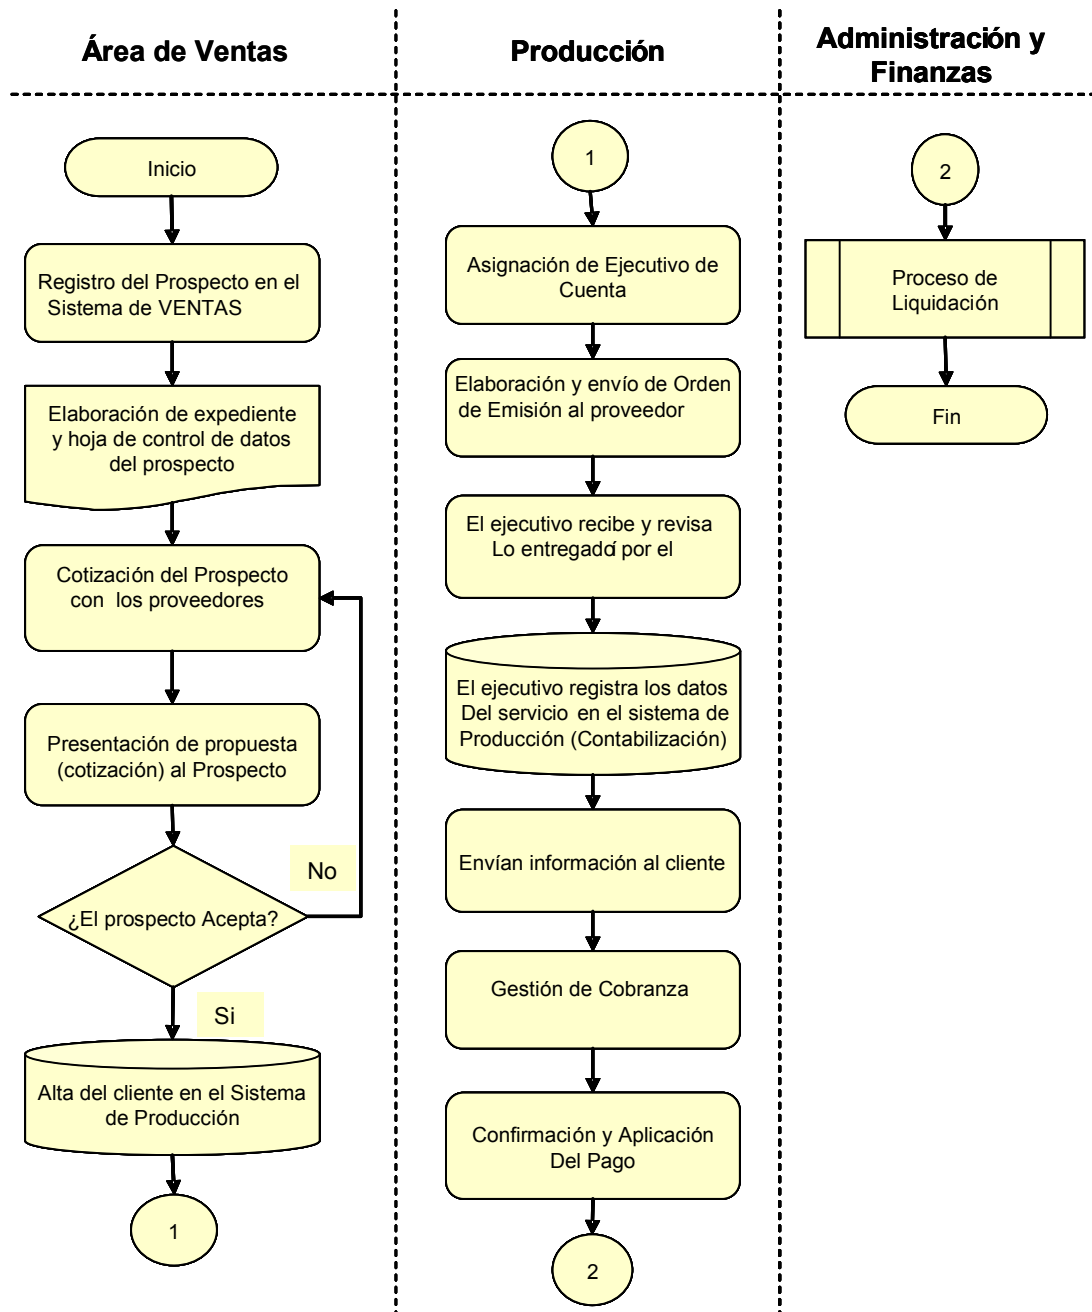 Área de Ventas
Inicio
Registro del Prospecto en el
Sistema de VENTAS
Elaboración de expediente
y hoja de control de datos
del prospecto
Cotización del Prospecto
con los proveedores
Presentación de propuesta
(cotización) al Prospecto
¿El prospecto Acepta?
No
Si
Alta del cliente en el Sistema
de Producción
1
Producción
1
Asignación de Ejecutivo de
Cuenta
Elaboración y envío de Orden
de Emisión al proveedor
El ejecutivo recibe y revisa
Lo entregadoí por el
El ejecutivo registra los datos
Del servicio en el sistema de
Producción (Contabilización)
Envían información al cliente
Gestión de Cobranza
Confirmación y Aplicación
Del Pago
2
Administración y
Finanzas
2
Proceso de
Liquidación
Fin